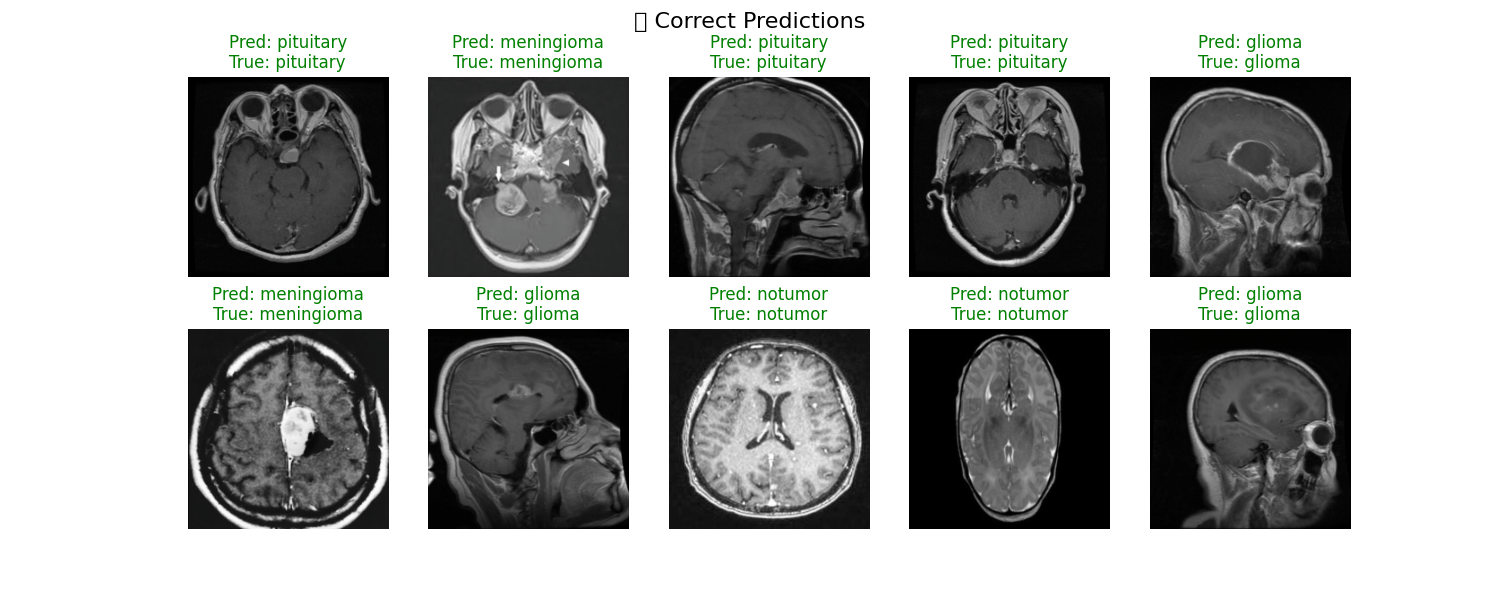 Correct Predictions
Pred: pituitary
True: pituitary
Pred: meningioma
True: meningioma
Pred: pituitary
True: pituitary
Pred: pituitary
True: pituitary
Pred: glioma
True: glioma
Pred: meningioma
True: meningioma
Pred: glioma
True: glioma
Pred: notumor
True: notumor
Pred: notumor
True: notumor
Pred: glioma
True: glioma